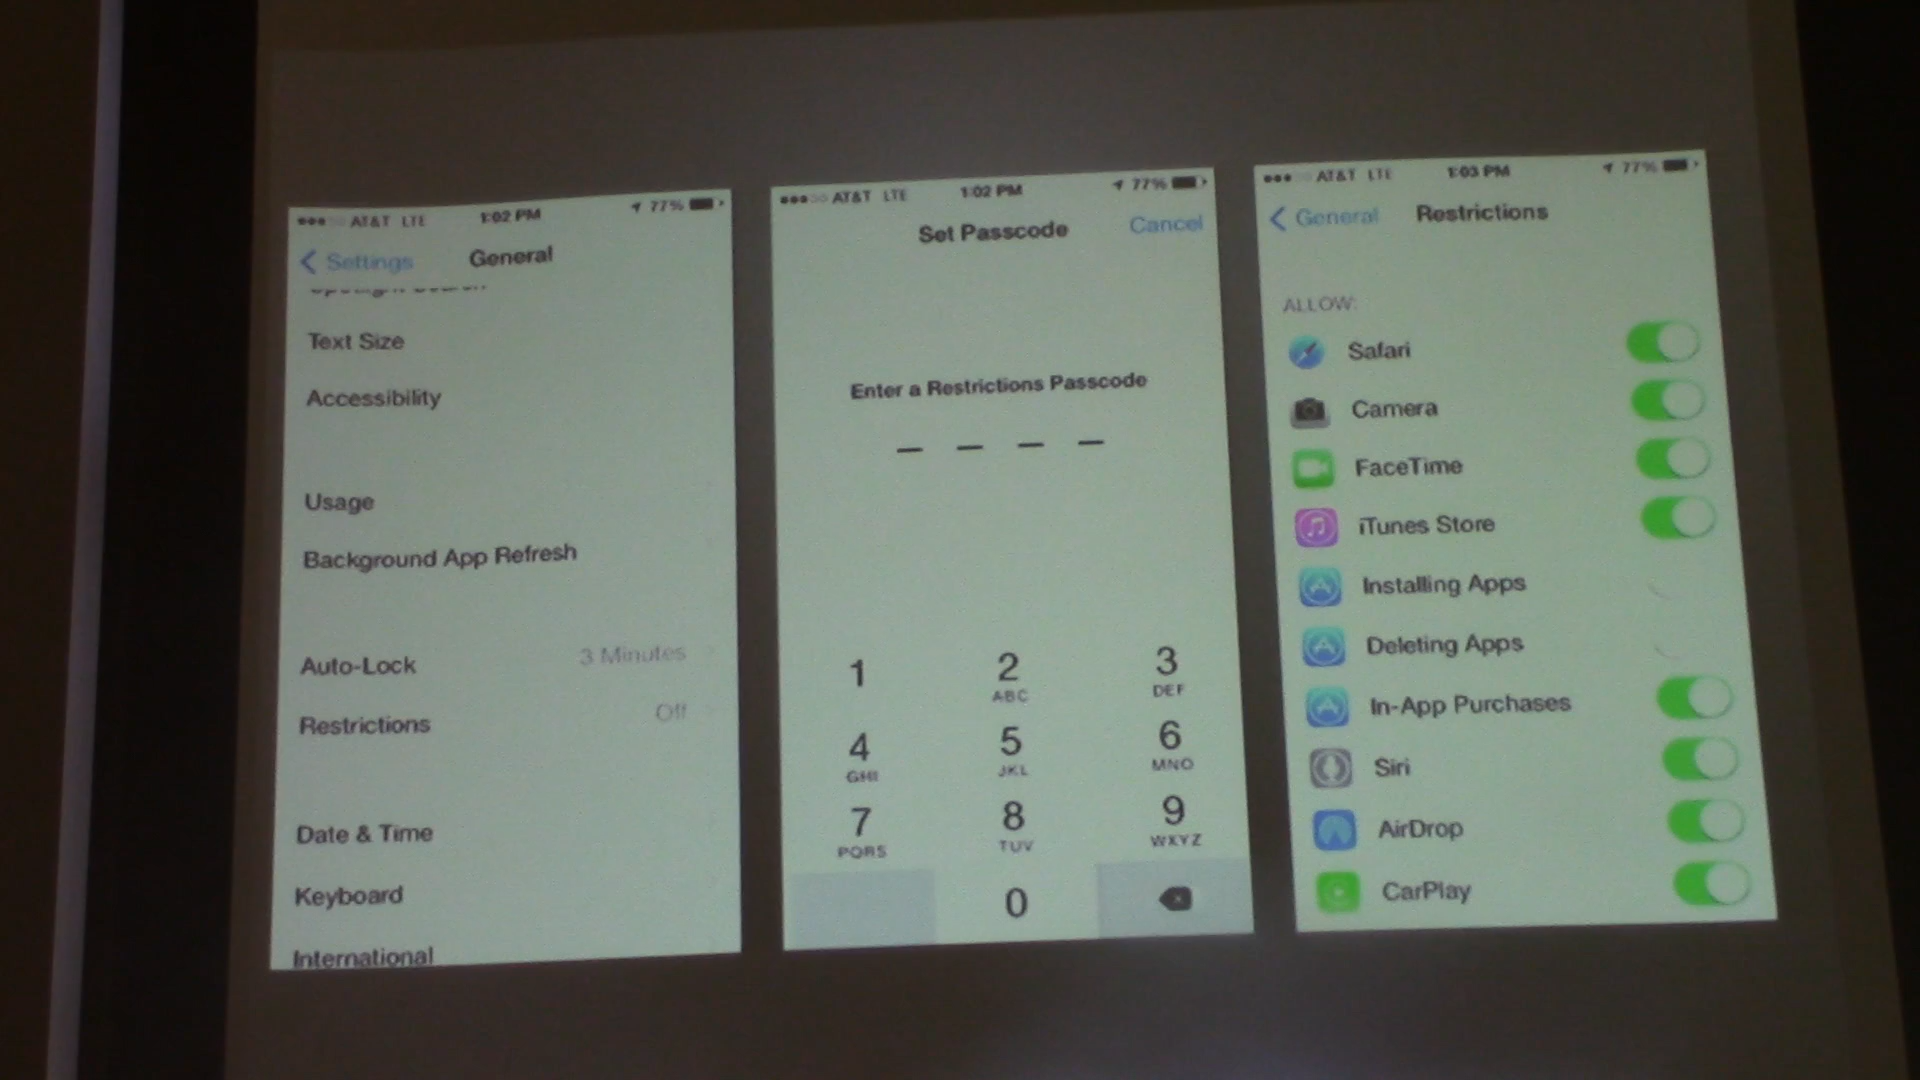 AT&T LTE 1:02 PM 77%
Settings General
Spotlight Search
Text Size
Accessibility
Usage
Background App Refresh
Auto-Lock 3 Minutes
Restrictions Off
Date & Time
Keyboard
International
AT&T LTE 1:02 PM 77%
Set Passcode Cancel
Enter a Restrictions Passcode
1 2 3
ABC DEF
4 5 6
GHI JKL MNO
7 8 9
PQRS TUV WXYZ
0
AT&T LTE 1:03 PM 77%
General Restrictions
ALLOW:
Safari
Camera
FaceTime
iTunes Store
Installing Apps
Deleting Apps
In-App Purchases
Siri
AirDrop
CarPlay